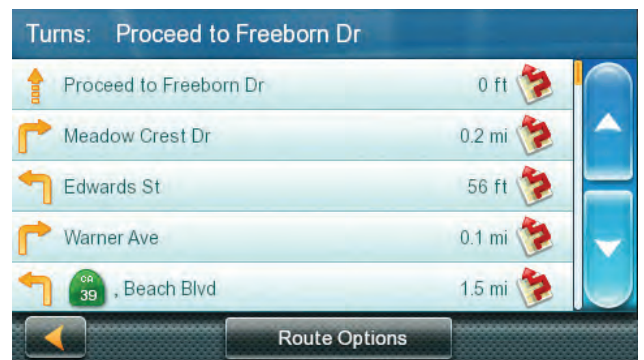 Turns: Proceed to Freeborn Dr
Proceed to Freeborn Dr 0 ft
Meadow Crest Dr 0.2 mi
Edwards St 56 ft
Warner Ave 0.1 mi
CA 39 , Beach Blvd 1.5 mi
Route Options